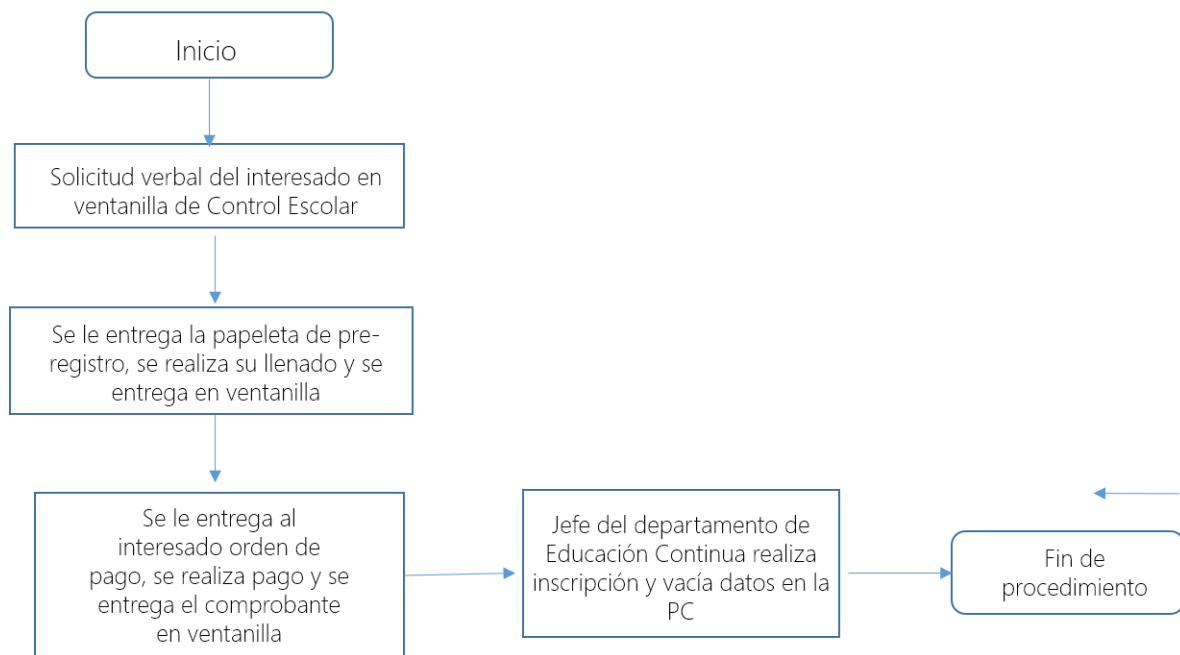 Inicio
Solicitud verbal del interesado en
ventanilla de Control Escolar
Se le entrega la papeleta de pre-
registro, se realiza su llenado y se
entrega en ventanilla
Se le entrega al
interesado orden de
pago, se realiza pago y se
entrega el comprobante
en ventanilla
Jefe del departamento de
Educación Continua realiza
inscripción y vacía datos en la
PC
Fin de
procedimiento